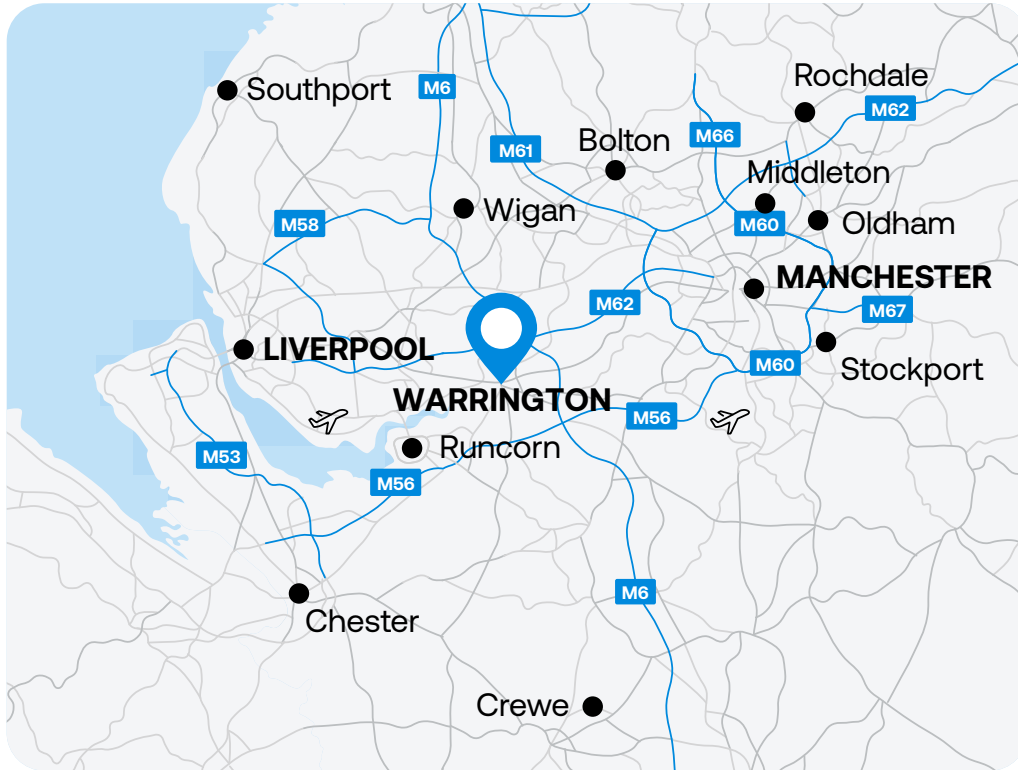 Rochdale
Southport
M6
M62
Bolton
M66
M61
Middleton
Wigan
M58
M60
Oldham
MANCHESTER
M62
M67
LIVERPOOL
M60
Stockport
WARRINGTON
M56
Runcorn
M53
M56
M6
Chester
Crewe